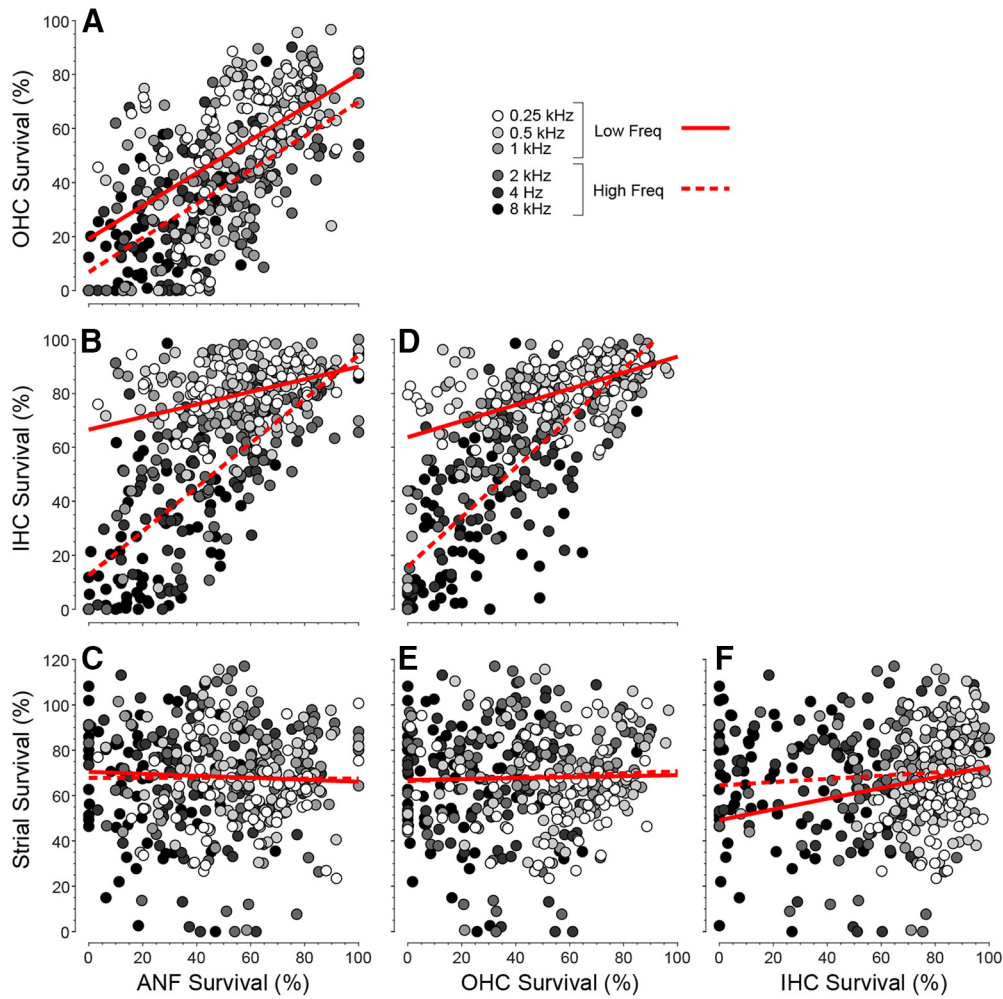 A
OHC Survival (%)
100
80
60
40
20
0
0.25 kHz
0.5 kHz
1 kHz
Low Freq
2 kHz
4 Hz
8 kHz
High Freq
B
IHC Survival (%)
100
80
60
40
20
0
D
C
Strial Survival (%)
120
100
80
60
40
20
0
0 20 40 60 80 100
ANF Survival (%)
E
0 20 40 60 80 100
OHC Survival (%)
F
0 20 40 60 80 100
IHC Survival (%)